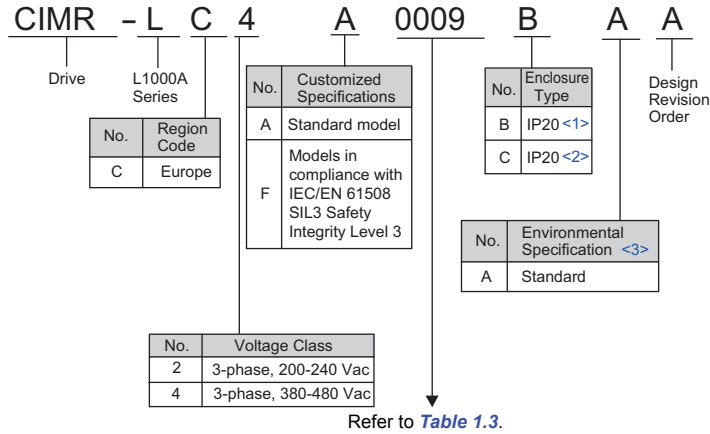 CIMR - L C 4 A 0009 B A A
Drive
L1000A
Series
No. Region
Code
C Europe
No. Customized
Specifications
A Standard model
F Models in
compliance with
IEC/EN 61508
SIL3 Safety
Integrity Level 3
No. Enclosure
Type
B IP20 <1>
C IP20 <2>
Design
Revision
Order
No. Environmental
Specification <3>
A Standard
No. Voltage Class
2 3-phase, 200-240 Vac
4 3-phase, 380-480 Vac
Refer to Table 1.3.